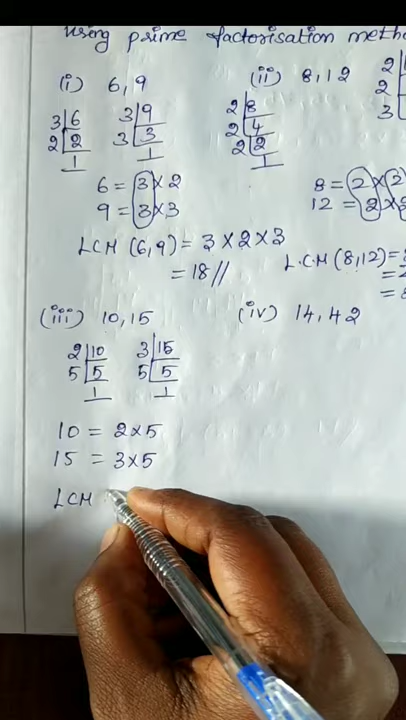 Using prime factorisation
(i) 6, 9
3 6
2 2
1
3 9
3 3
1
6 = 3 × 2
9 = 3 × 3
LCM (6, 9) = 3 × 2 × 3
= 18 //
(ii) 8, 12
2 8
2 4
2 2
1
2
2
3
8 = 2 × 2
12 = 2 ×
L.C.M (8, 12) =
=
=
(iii) 10, 15
2 10
5 5
1
3 15
5 5
1
10 = 2 × 5
15 = 3 × 5
LCM
(iv) 14, 42